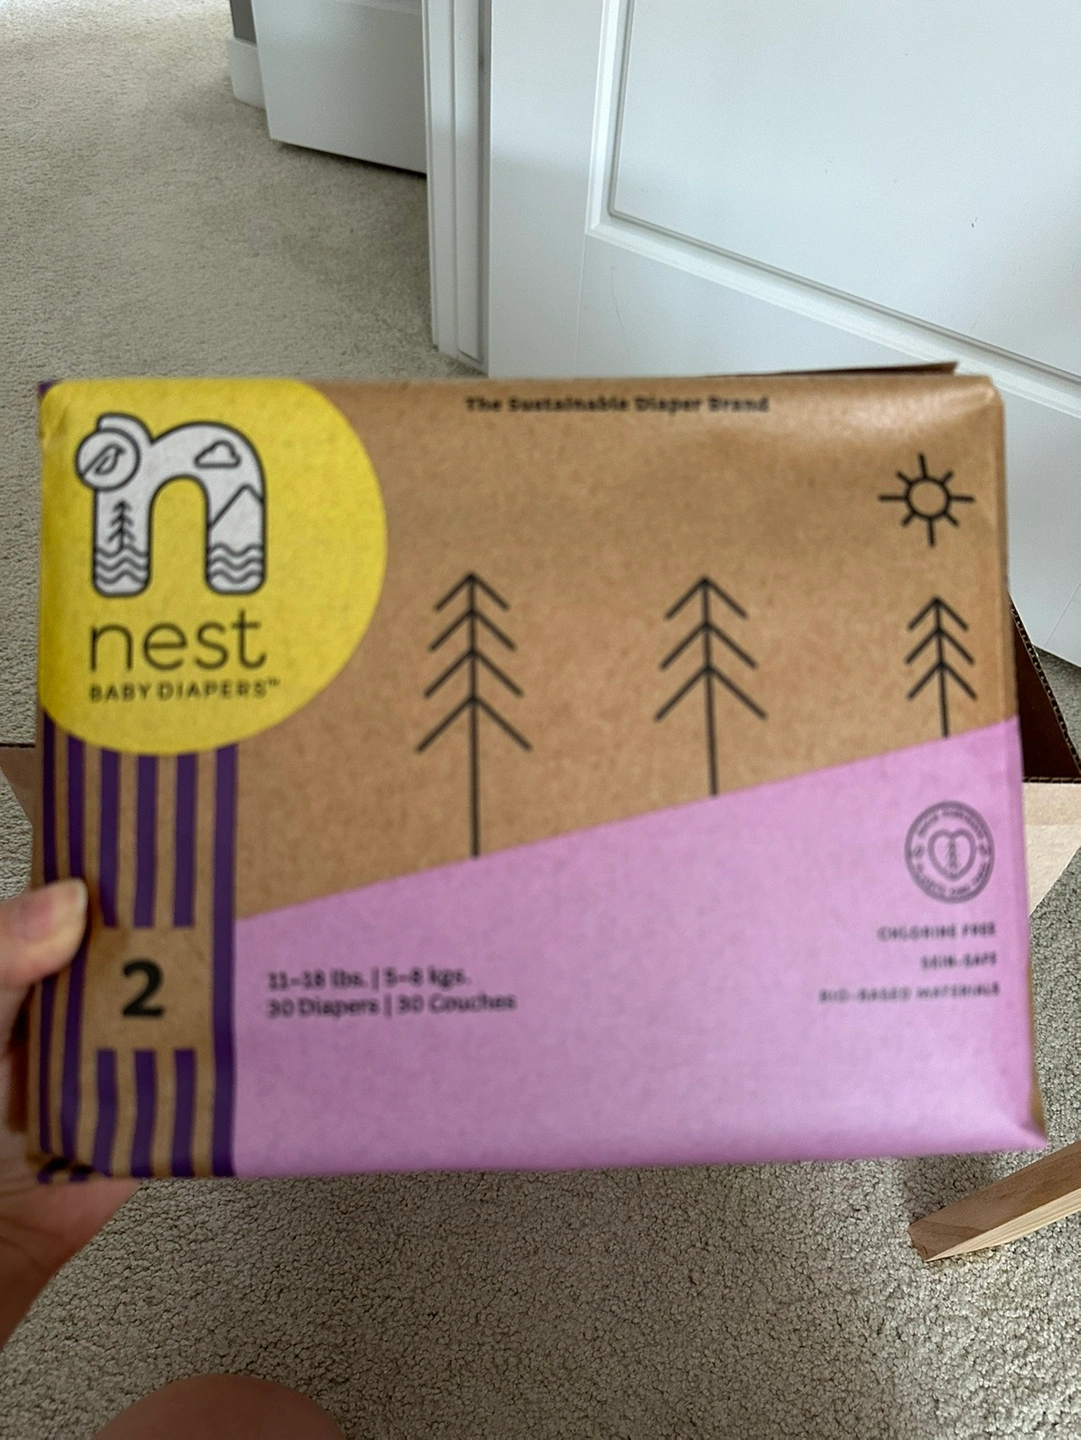 The Sustainable Diaper Brand
n
nest
BABY DIAPERS™
2
11–18 lbs. | 5–8 kgs.
30 Diapers | 30 Couches
CHLORINE FREE
SKIN-SAFE
BIO-BASED MATERIALS